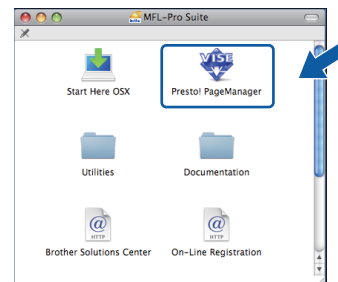 MFL-Pro Suite
VISE
Start Here OSX
Presto! PageManager
Utilities
Documentation
@
HTTP
@
HTTP
Brother Solutions Center
On-Line Registration